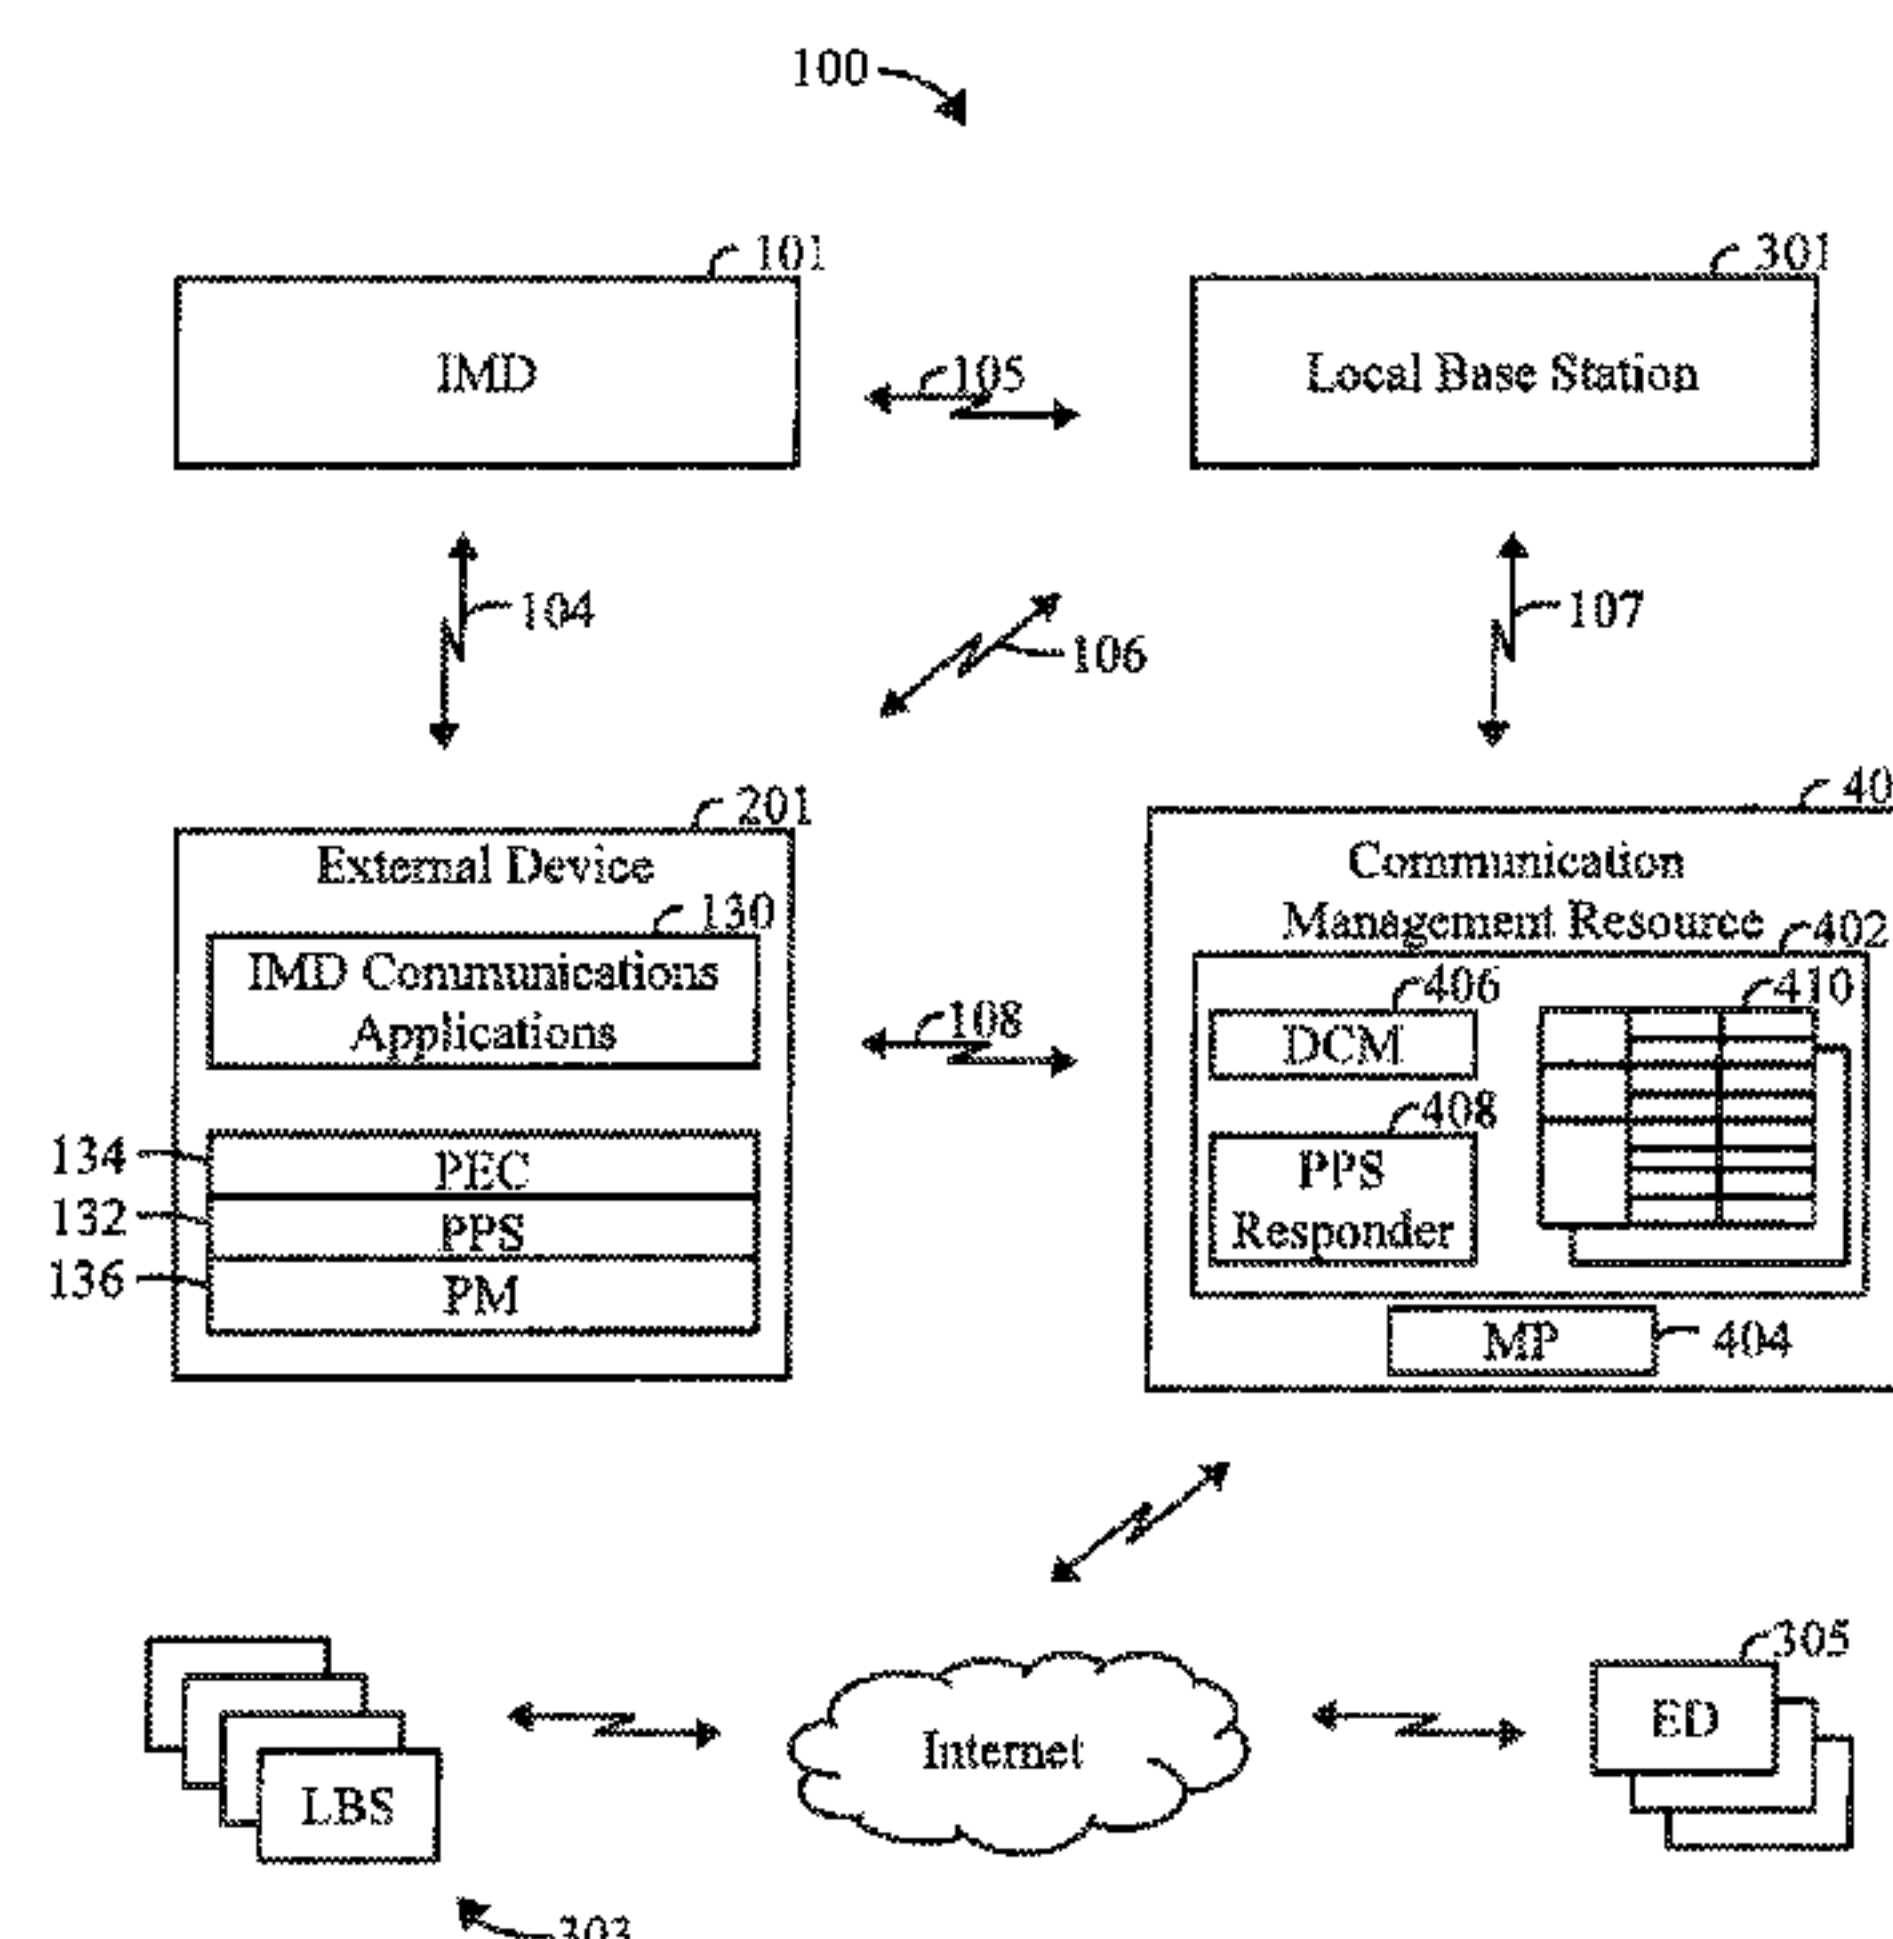 100
101
301
IMD
105
Local Base Station
104
106
107
201
40
External Device
Communication
Management Resource
130
402
IMD Communications
Applications
406
410
DCM
108
408
134
PEC
PPS
Responder
132
PPS
136
PM
MP
404
305
ED
Internet
LBS
303